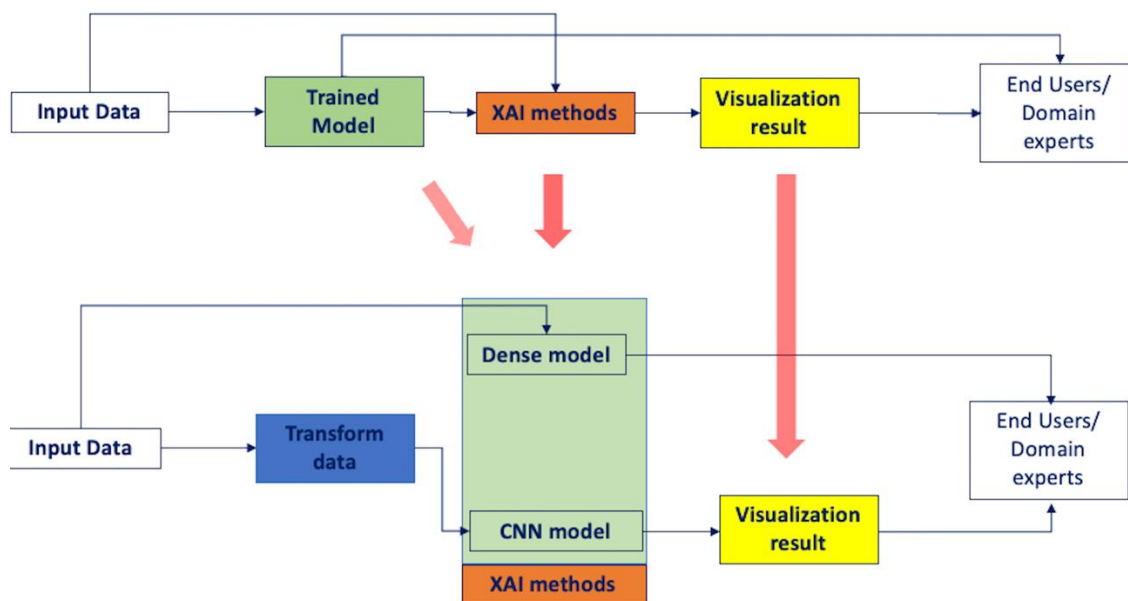 Input Data
Trained
Model
XAI methods
Visualization
result
End Users/
Domain
experts
Dense model
Input Data
Transform
data
CNN model
XAI methods
Visualization
result
End Users/
Domain
experts